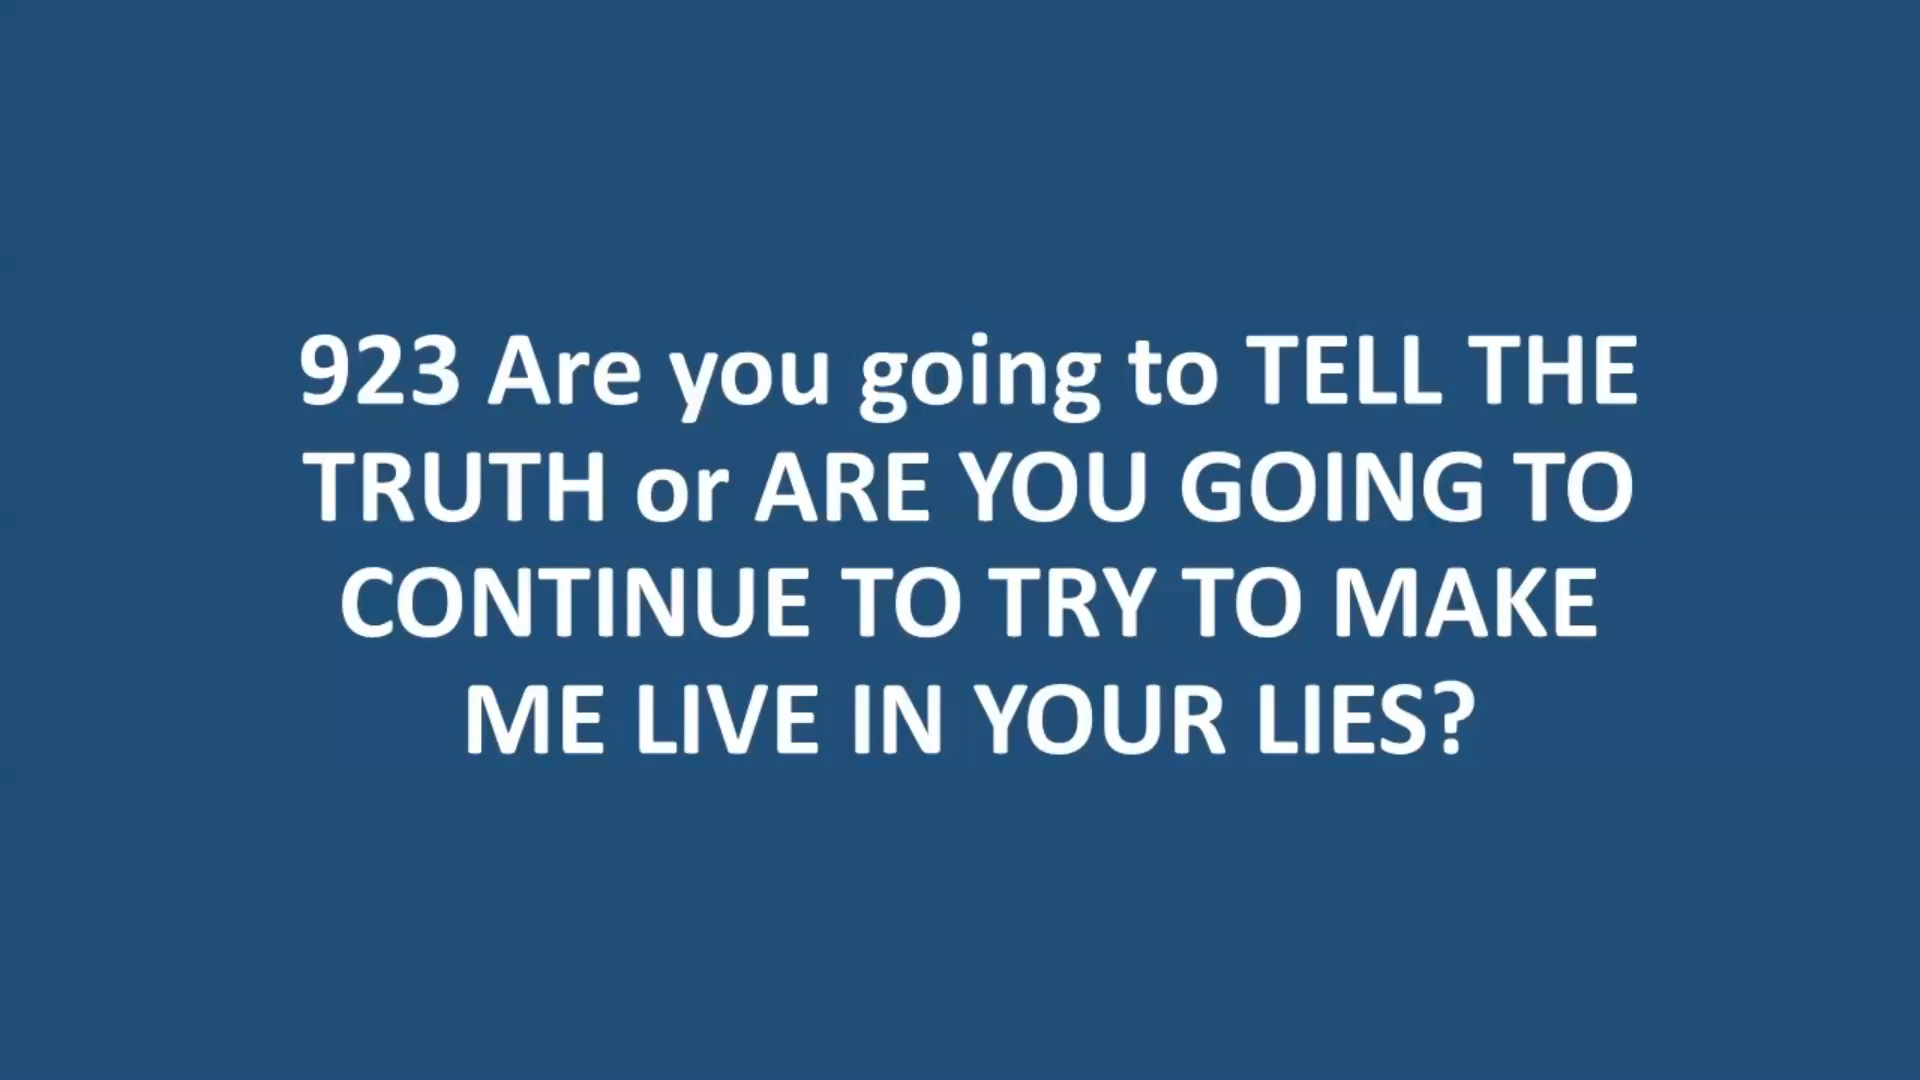 923 Are you going to TELL THE
TRUTH or ARE YOU GOING TO
CONTINUE TO TRY TO MAKE
ME LIVE IN YOUR LIES?